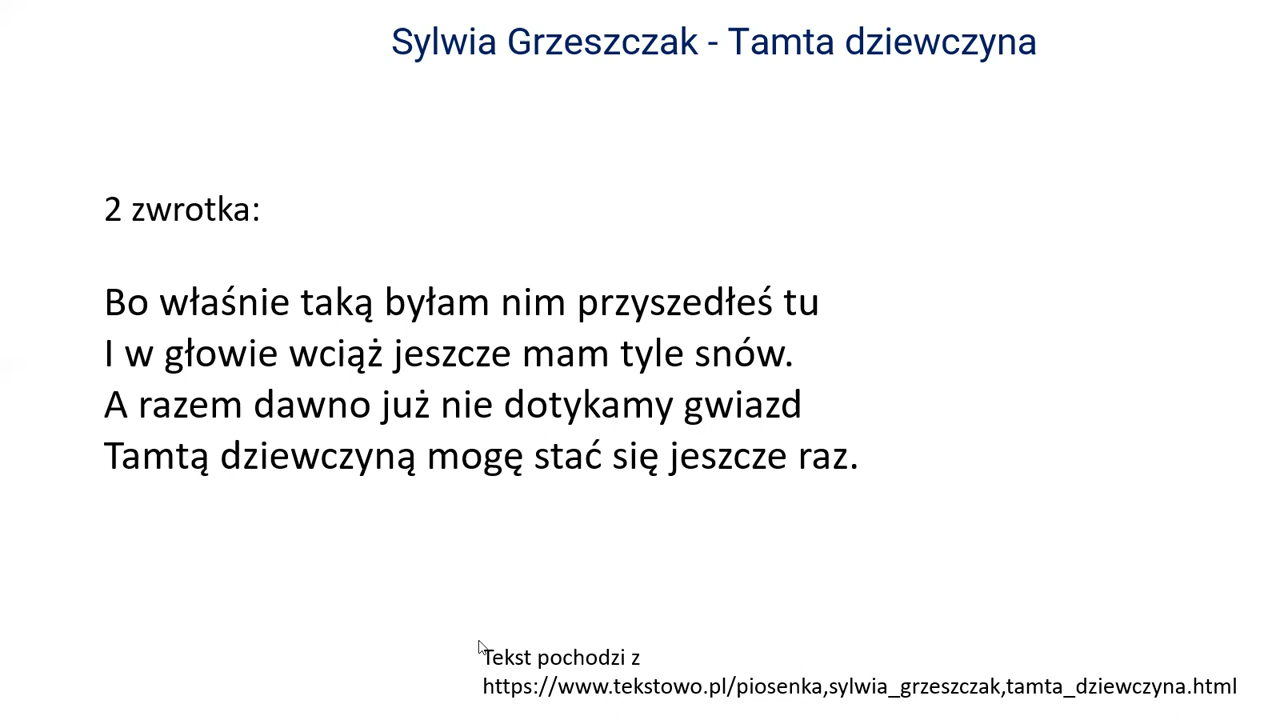 Sylwia Grzeszczak - Tamta dziewczyna
2 zwrotka:
Bo właśnie taką byłam nim przyszedłeś tu
I w głowie wciąż jeszcze mam tyle snów.
A razem dawno już nie dotykamy gwiazd
Tamtą dziewczyną mogę stać się jeszcze raz.
Tekst pochodzi z
https://www.tekstowo.pl/piosenka,sylwia_grzeszczak,tamta_dziewczyna.html